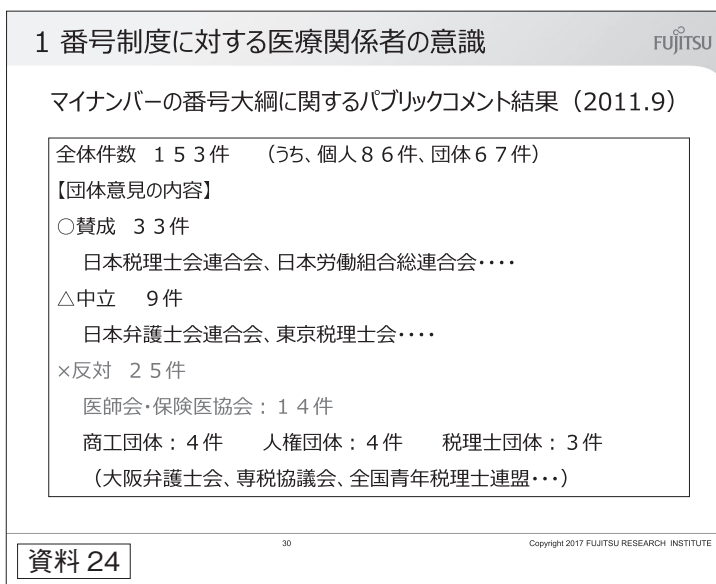 1 番号制度に対する医療関係者の意識
FUJITSU
マイナンバーの番号大綱に関するパブリックコメント結果（2011.9）
全体件数 １５３件 （うち、個人８６件、団体６７件）
【団体意見の内容】
○賛成 ３３件
日本税理士会連合会、日本労働組合総連合会・・・・
△中立 ９件
日本弁護士会連合会、東京税理士会・・・・
×反対 ２５件
医師会・保険医協会：１４件
商工団体：４件 人権団体：４件 税理士団体：３件
（大阪弁護士会、専税協議会、全国青年税理士連盟・・・）
30
Copyright 2017 FUJITSU RESEARCH INSTITUTE
資料 24